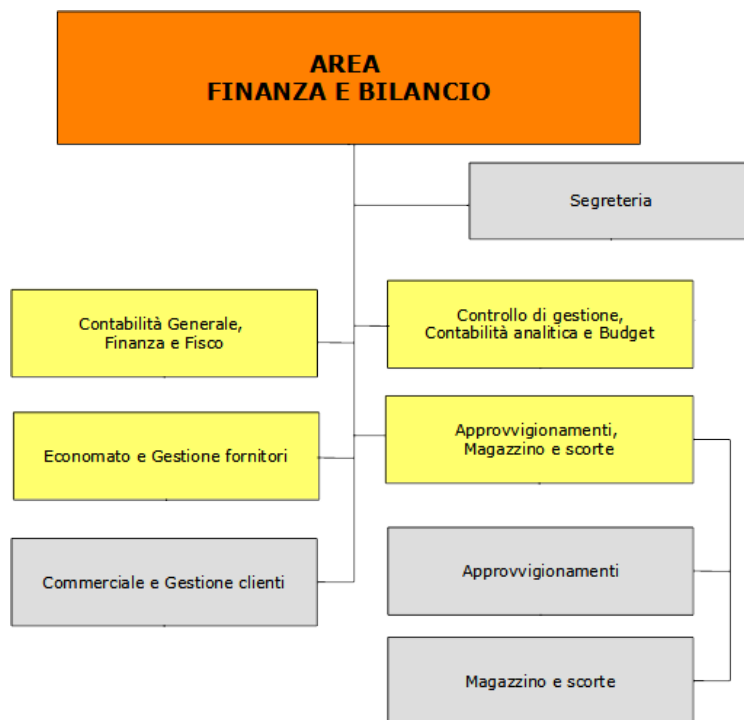 AREA
FINANZA E BILANCIO
Segreteria
Contabilità Generale,
Finanza e Fisco
Controllo di gestione,
Contabilità analitica e Budget
Economato e Gestione fornitori
Approvvigionamenti,
Magazzino e scorte
Commerciale e Gestione clienti
Approvvigionamenti
Magazzino e scorte